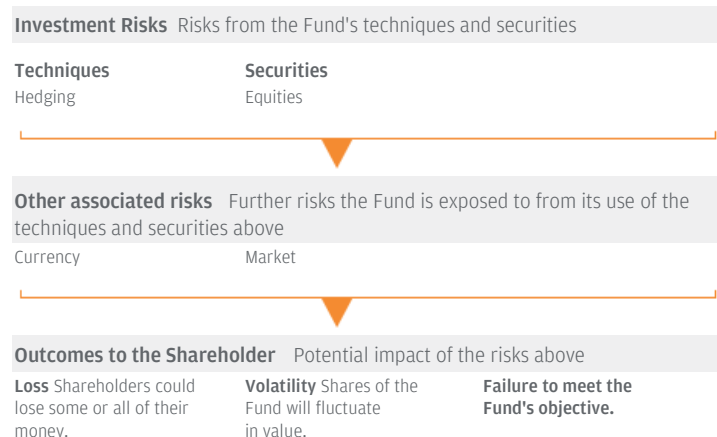 Investment Risks Risks from the Fund's techniques and securities
Techniques Securities
Hedging Equities
Other associated risks Further risks the Fund is exposed to from its use of the
techniques and securities above
Currency Market
Outcomes to the Shareholder Potential impact of the risks above
Loss Shareholders could
lose some or all of their
money.
Volatility Shares of the
Fund will fluctuate
in value.
Failure to meet the
Fund's objective.